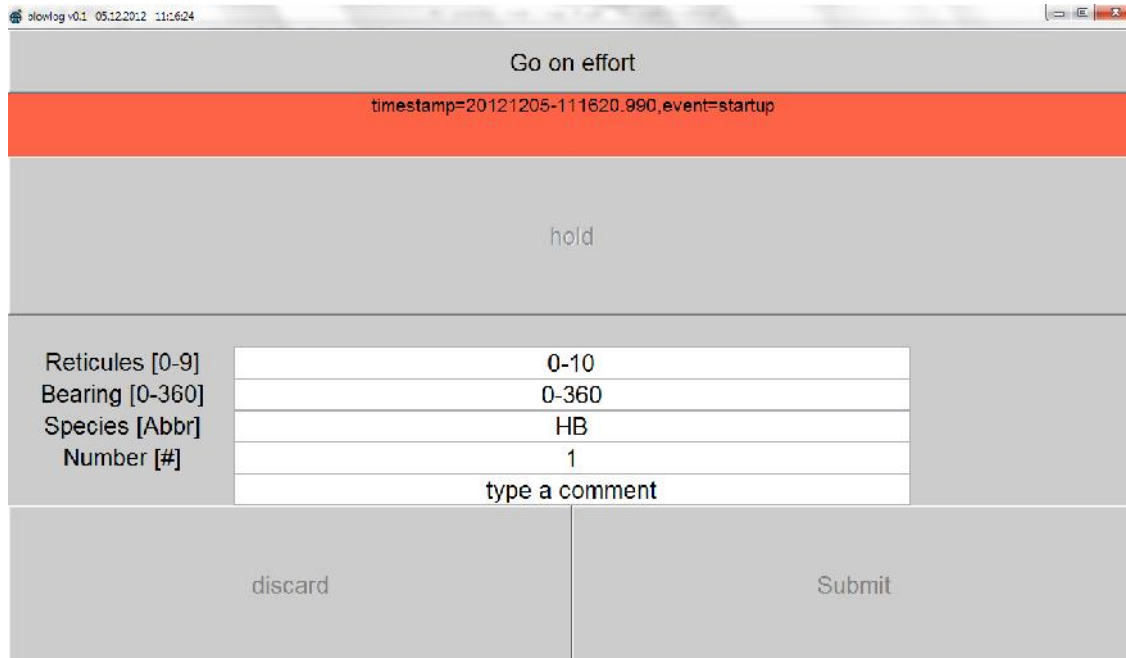 blowlog v0.1 05.12.2012 11:16:24
Go on effort
timestamp=20121205-111620.990,event=startup
hold
Reticules [0-9] 0-10
Bearing [0-360] 0-360
Species [Abbr] HB
Number [#] 1
type a comment
discard Submit